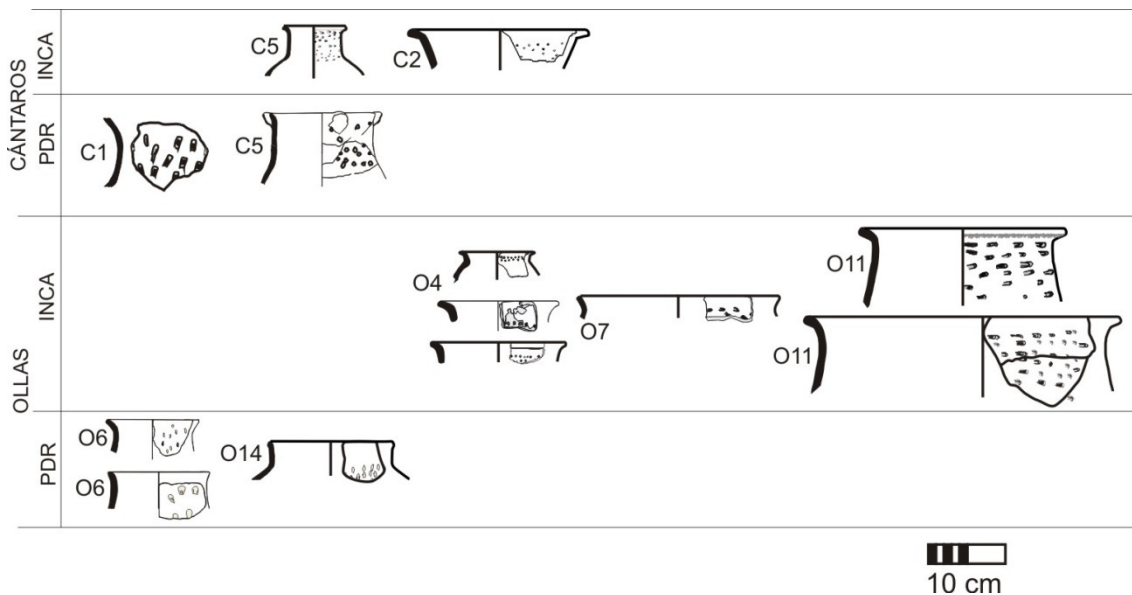 CÁNTAROS
INCA
C5
C2
PDR
C1
C5
OLLAS
INCA
O4
O7
O11
O11
PDR
O6
O14
O6
10 cm